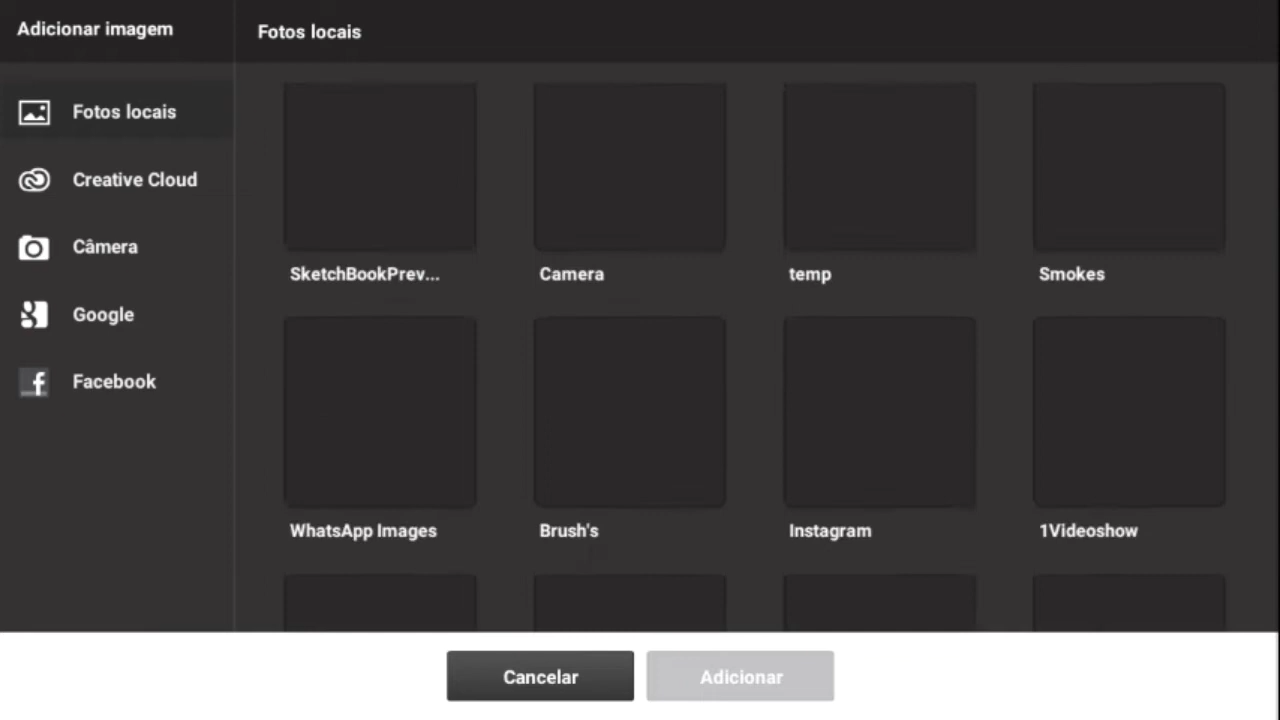 Adicionar imagem
Fotos locais
Fotos locais
Creative Cloud
Câmera
Google
Facebook
SketchBookPrev...
Camera
temp
Smokes
WhatsApp Images
Brush's
Instagram
1Videoshow
Cancelar
Adicionar